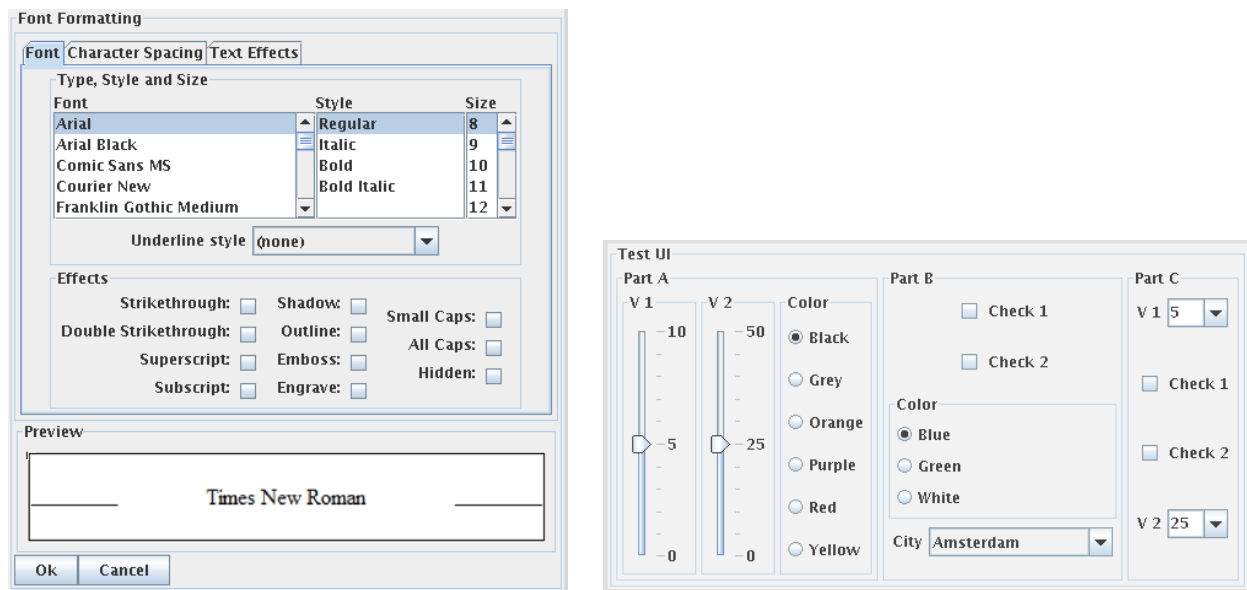 Font Formatting
Font Character Spacing Text Effects
Type, Style and Size
Font Style Size
Arial Regular 8
Arial Black Italic 9
Comic Sans MS Bold 10
Courier New Bold Italic 11
Franklin Gothic Medium 12
Underline style (none)
Effects
Strikethrough: Shadow: Small Caps:
Double Strikethrough: Outline: All Caps:
Superscript: Emboss: Hidden:
Subscript: Engrave:
Preview
Times New Roman
Ok Cancel
Test UI
Part A
V 1
10
5
0
V 2
50
25
0
Color
Black
Grey
Orange
Purple
Red
Yellow
Part B
Check 1
Check 2
Color
Blue
Green
White
City Amsterdam
Part C
V 1 5
Check 1
Check 2
V 2 25